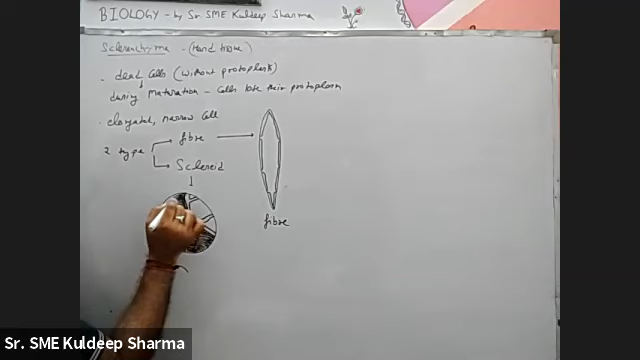 BIOLOGY - by Sr. SME Kuldeep Sharma
Sclerenchyma - (Hard tissue)
- dead cells (without protoplast)
during maturation - cells lose their protoplasm
- elongated, narrow cell
2 type
fibre
Scleroid
fibre
Sr. SME Kuldeep Sharma